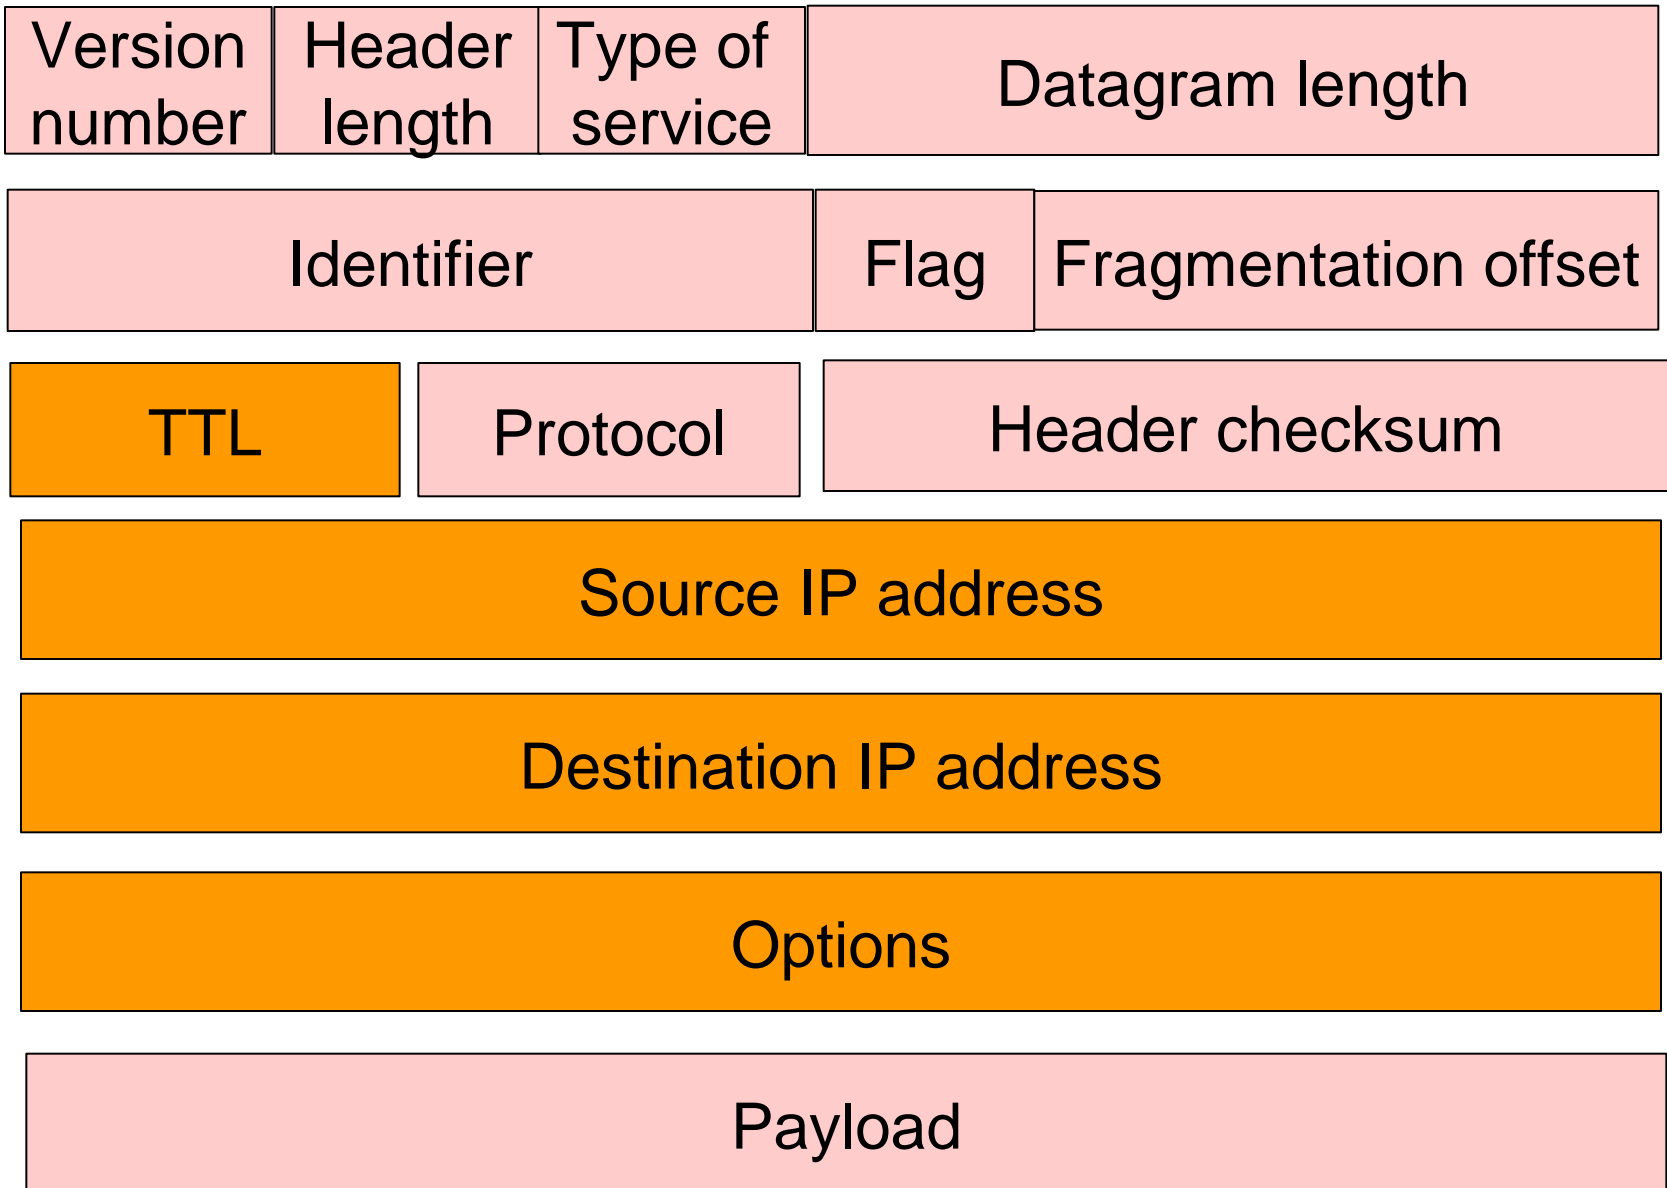 Version number
Header length
Type of service
Datagram length
Identifier
Flag
Fragmentation offset
TTL
Protocol
Header checksum
Source IP address
Destination IP address
Options
Payload